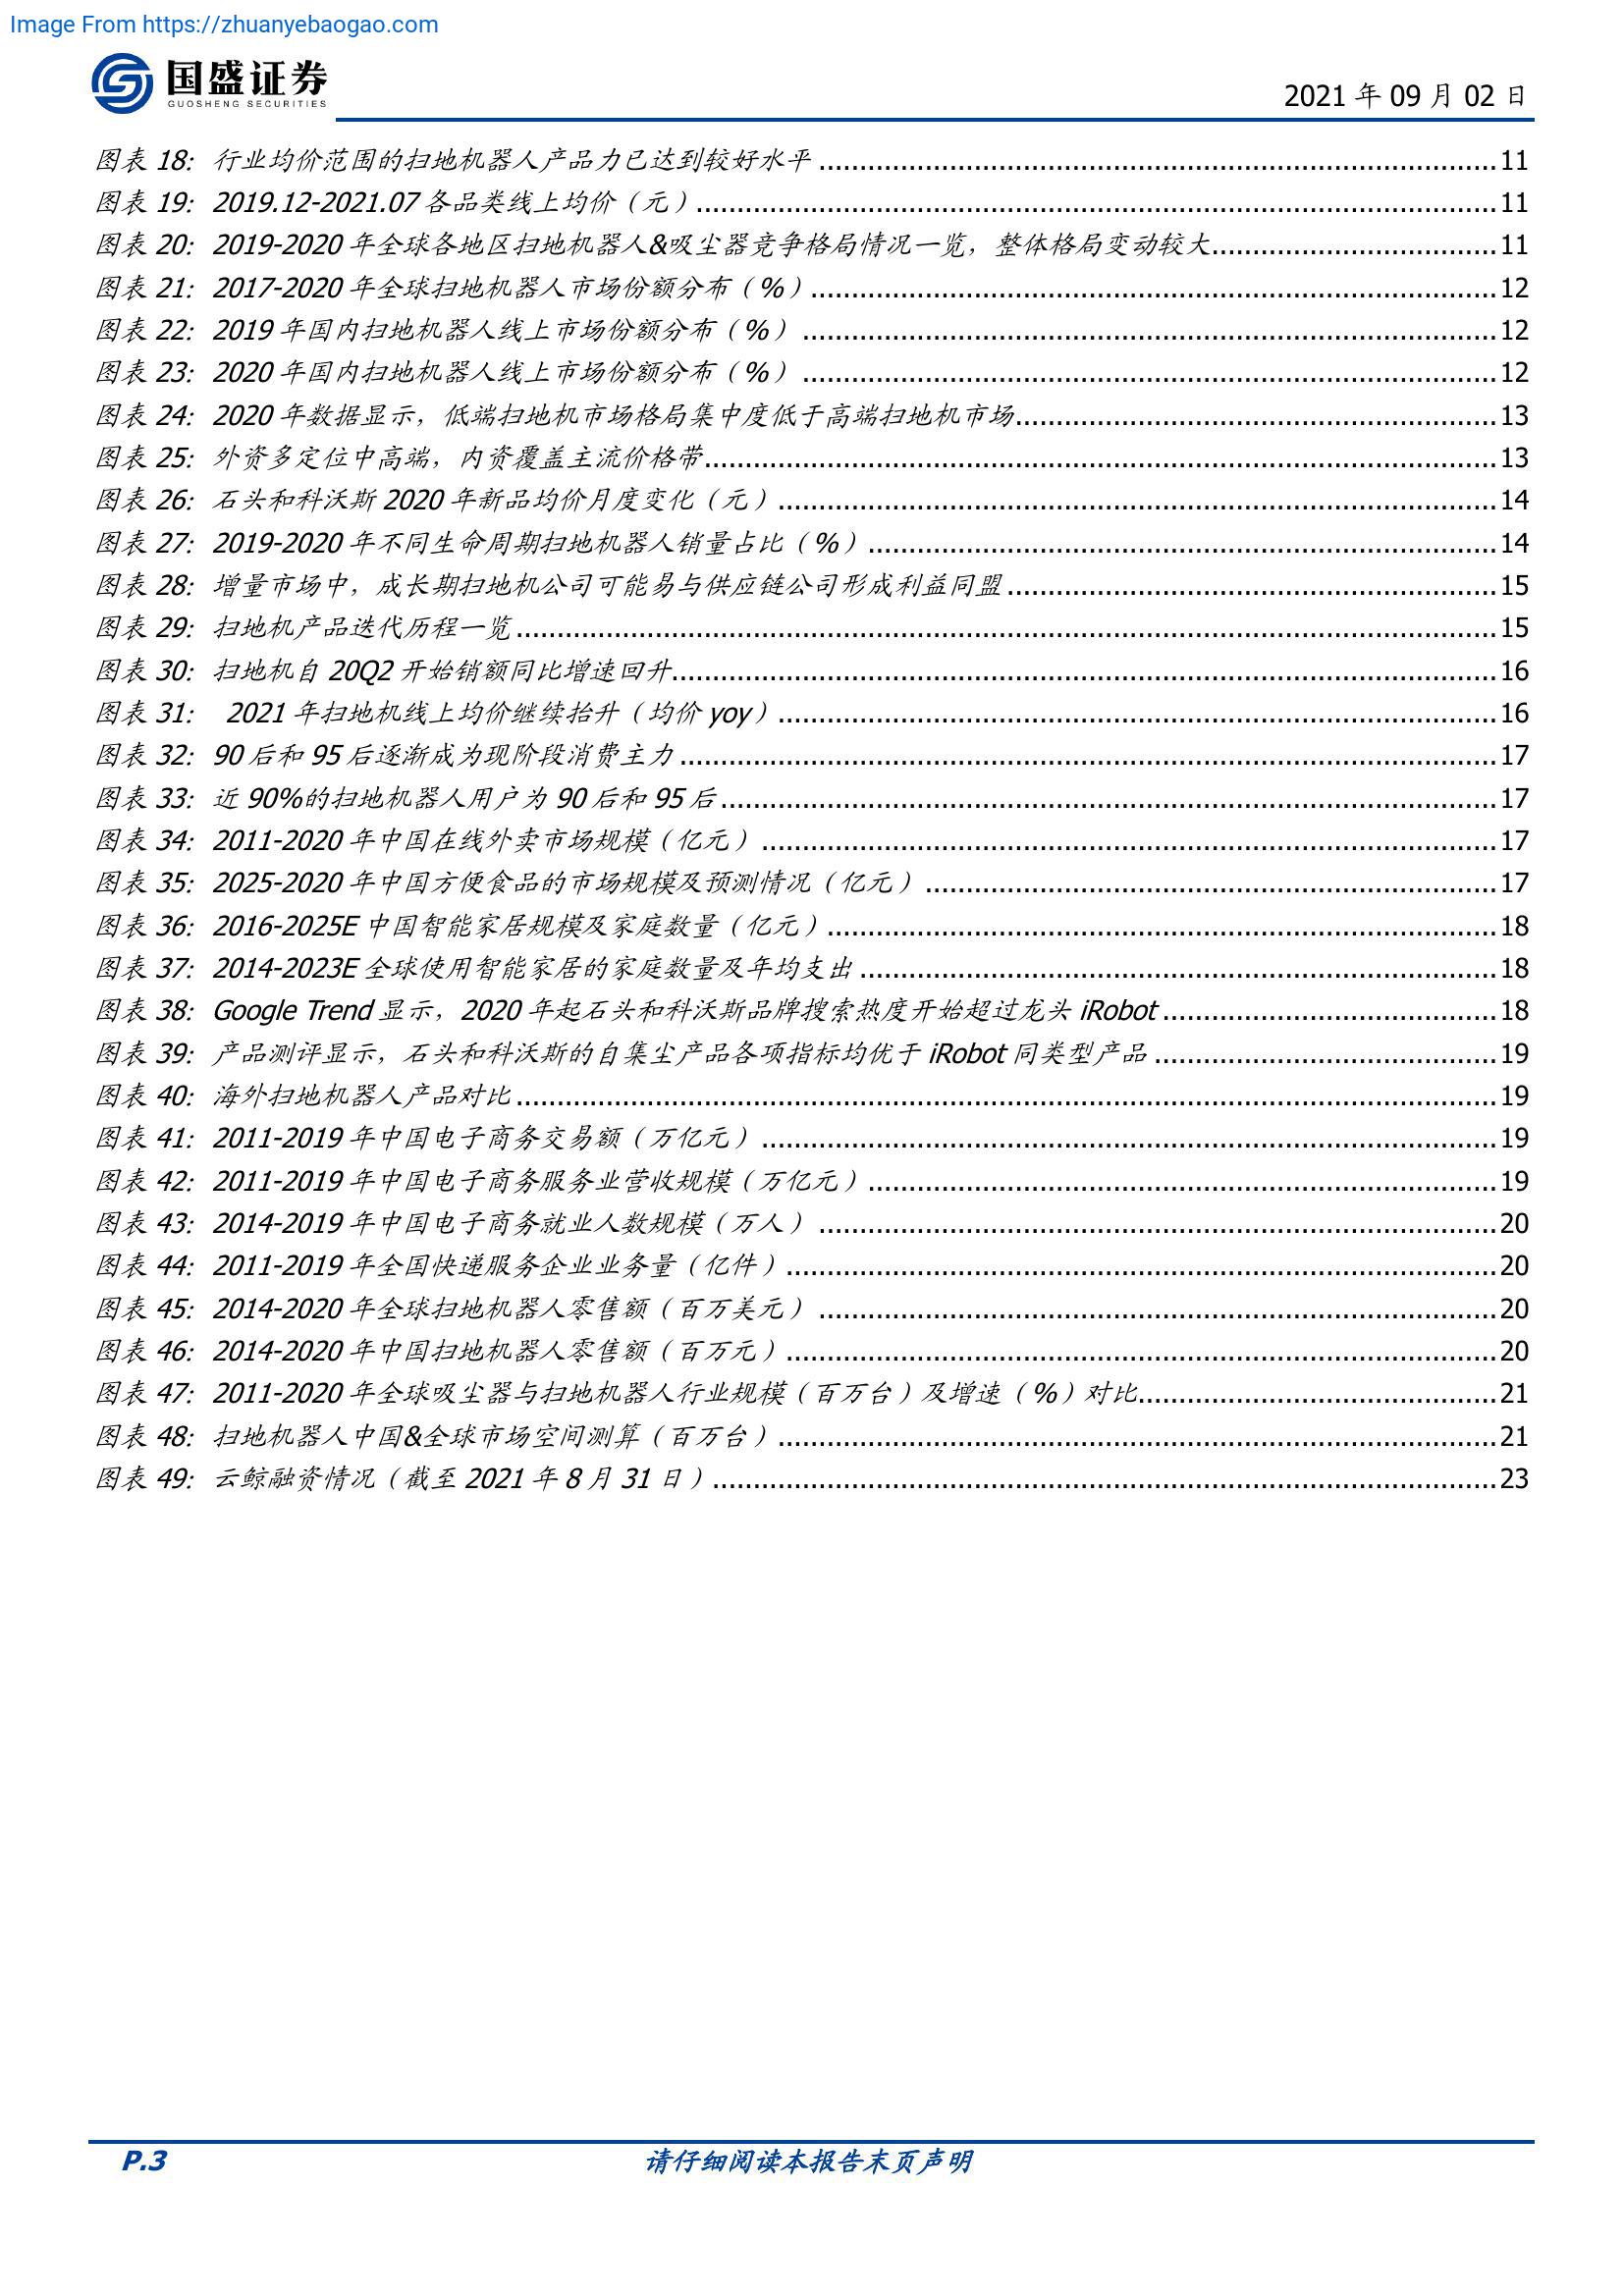 Image From https://zhuanyebaogao.com
国盛证券
GUOSHENG SECURITIES
2021 年 09 月 02 日
图表 18: 行业均价范围的扫地机器人产品力已达到较好水平 ........ 11
图表 19: 2019.12-2021.07 各品类线上均价（元） ........ 11
图表 20: 2019-2020 年全球各地区扫地机器人&吸尘器竞争格局情况一览，整体格局变动较大 ........ 11
图表 21: 2017-2020 年全球扫地机器人市场份额分布（%） ........ 12
图表 22: 2019 年国内扫地机器人线上市场份额分布（%） ........ 12
图表 23: 2020 年国内扫地机器人线上市场份额分布（%） ........ 12
图表 24: 2020 年数据显示，低端扫地机市场格局集中度低于高端扫地机市场 ........ 13
图表 25: 外资多定位中高端，内资覆盖主流价格带 ........ 13
图表 26: 石头和科沃斯 2020 年新品均价月度变化（元） ........ 14
图表 27: 2019-2020 年不同生命周期扫地机器人销量占比（%） ........ 14
图表 28: 增量市场中，成长期扫地机公司可能易与供应链公司形成利益同盟 ........ 15
图表 29: 扫地机产品迭代历程一览 ........ 15
图表 30: 扫地机自 20Q2 开始销额同比增速回升 ........ 16
图表 31: 2021 年扫地机线上均价继续抬升（均价 yoy） ........ 16
图表 32: 90 后和 95 后逐渐成为现阶段消费主力 ........ 17
图表 33: 近 90%的扫地机器人用户为 90 后和 95 后 ........ 17
图表 34: 2011-2020 年中国在线外卖市场规模（亿元） ........ 17
图表 35: 2025-2020 年中国方便食品的市场规模及预测情况（亿元） ........ 17
图表 36: 2016-2025E 中国智能家居规模及家庭数量（亿元） ........ 18
图表 37: 2014-2023E 全球使用智能家居的家庭数量及年均支出 ........ 18
图表 38: Google Trend 显示，2020 年起石头和科沃斯品牌搜索热度开始超过龙头 iRobot ........ 18
图表 39: 产品测评显示，石头和科沃斯的自集尘产品各项指标均优于 iRobot 同类型产品 ........ 19
图表 40: 海外扫地机器人产品对比 ........ 19
图表 41: 2011-2019 年中国电子商务交易额（万亿元） ........ 19
图表 42: 2011-2019 年中国电子商务服务业营收规模（万亿元） ........ 19
图表 43: 2014-2019 年中国电子商务就业人数规模（万人） ........ 20
图表 44: 2011-2019 年全国快递服务企业业务量（亿件） ........ 20
图表 45: 2014-2020 年全球扫地机器人零售额（百万美元） ........ 20
图表 46: 2014-2020 年中国扫地机器人零售额（百万元） ........ 20
图表 47: 2011-2020 年全球吸尘器与扫地机器人行业规模（百万台）及增速（%）对比 ........ 21
图表 48: 扫地机器人中国&全球市场空间测算（百万台） ........ 21
图表 49: 云鲸融资情况（截至 2021 年 8 月 31 日） ........ 23
P.3
请仔细阅读本报告末页声明